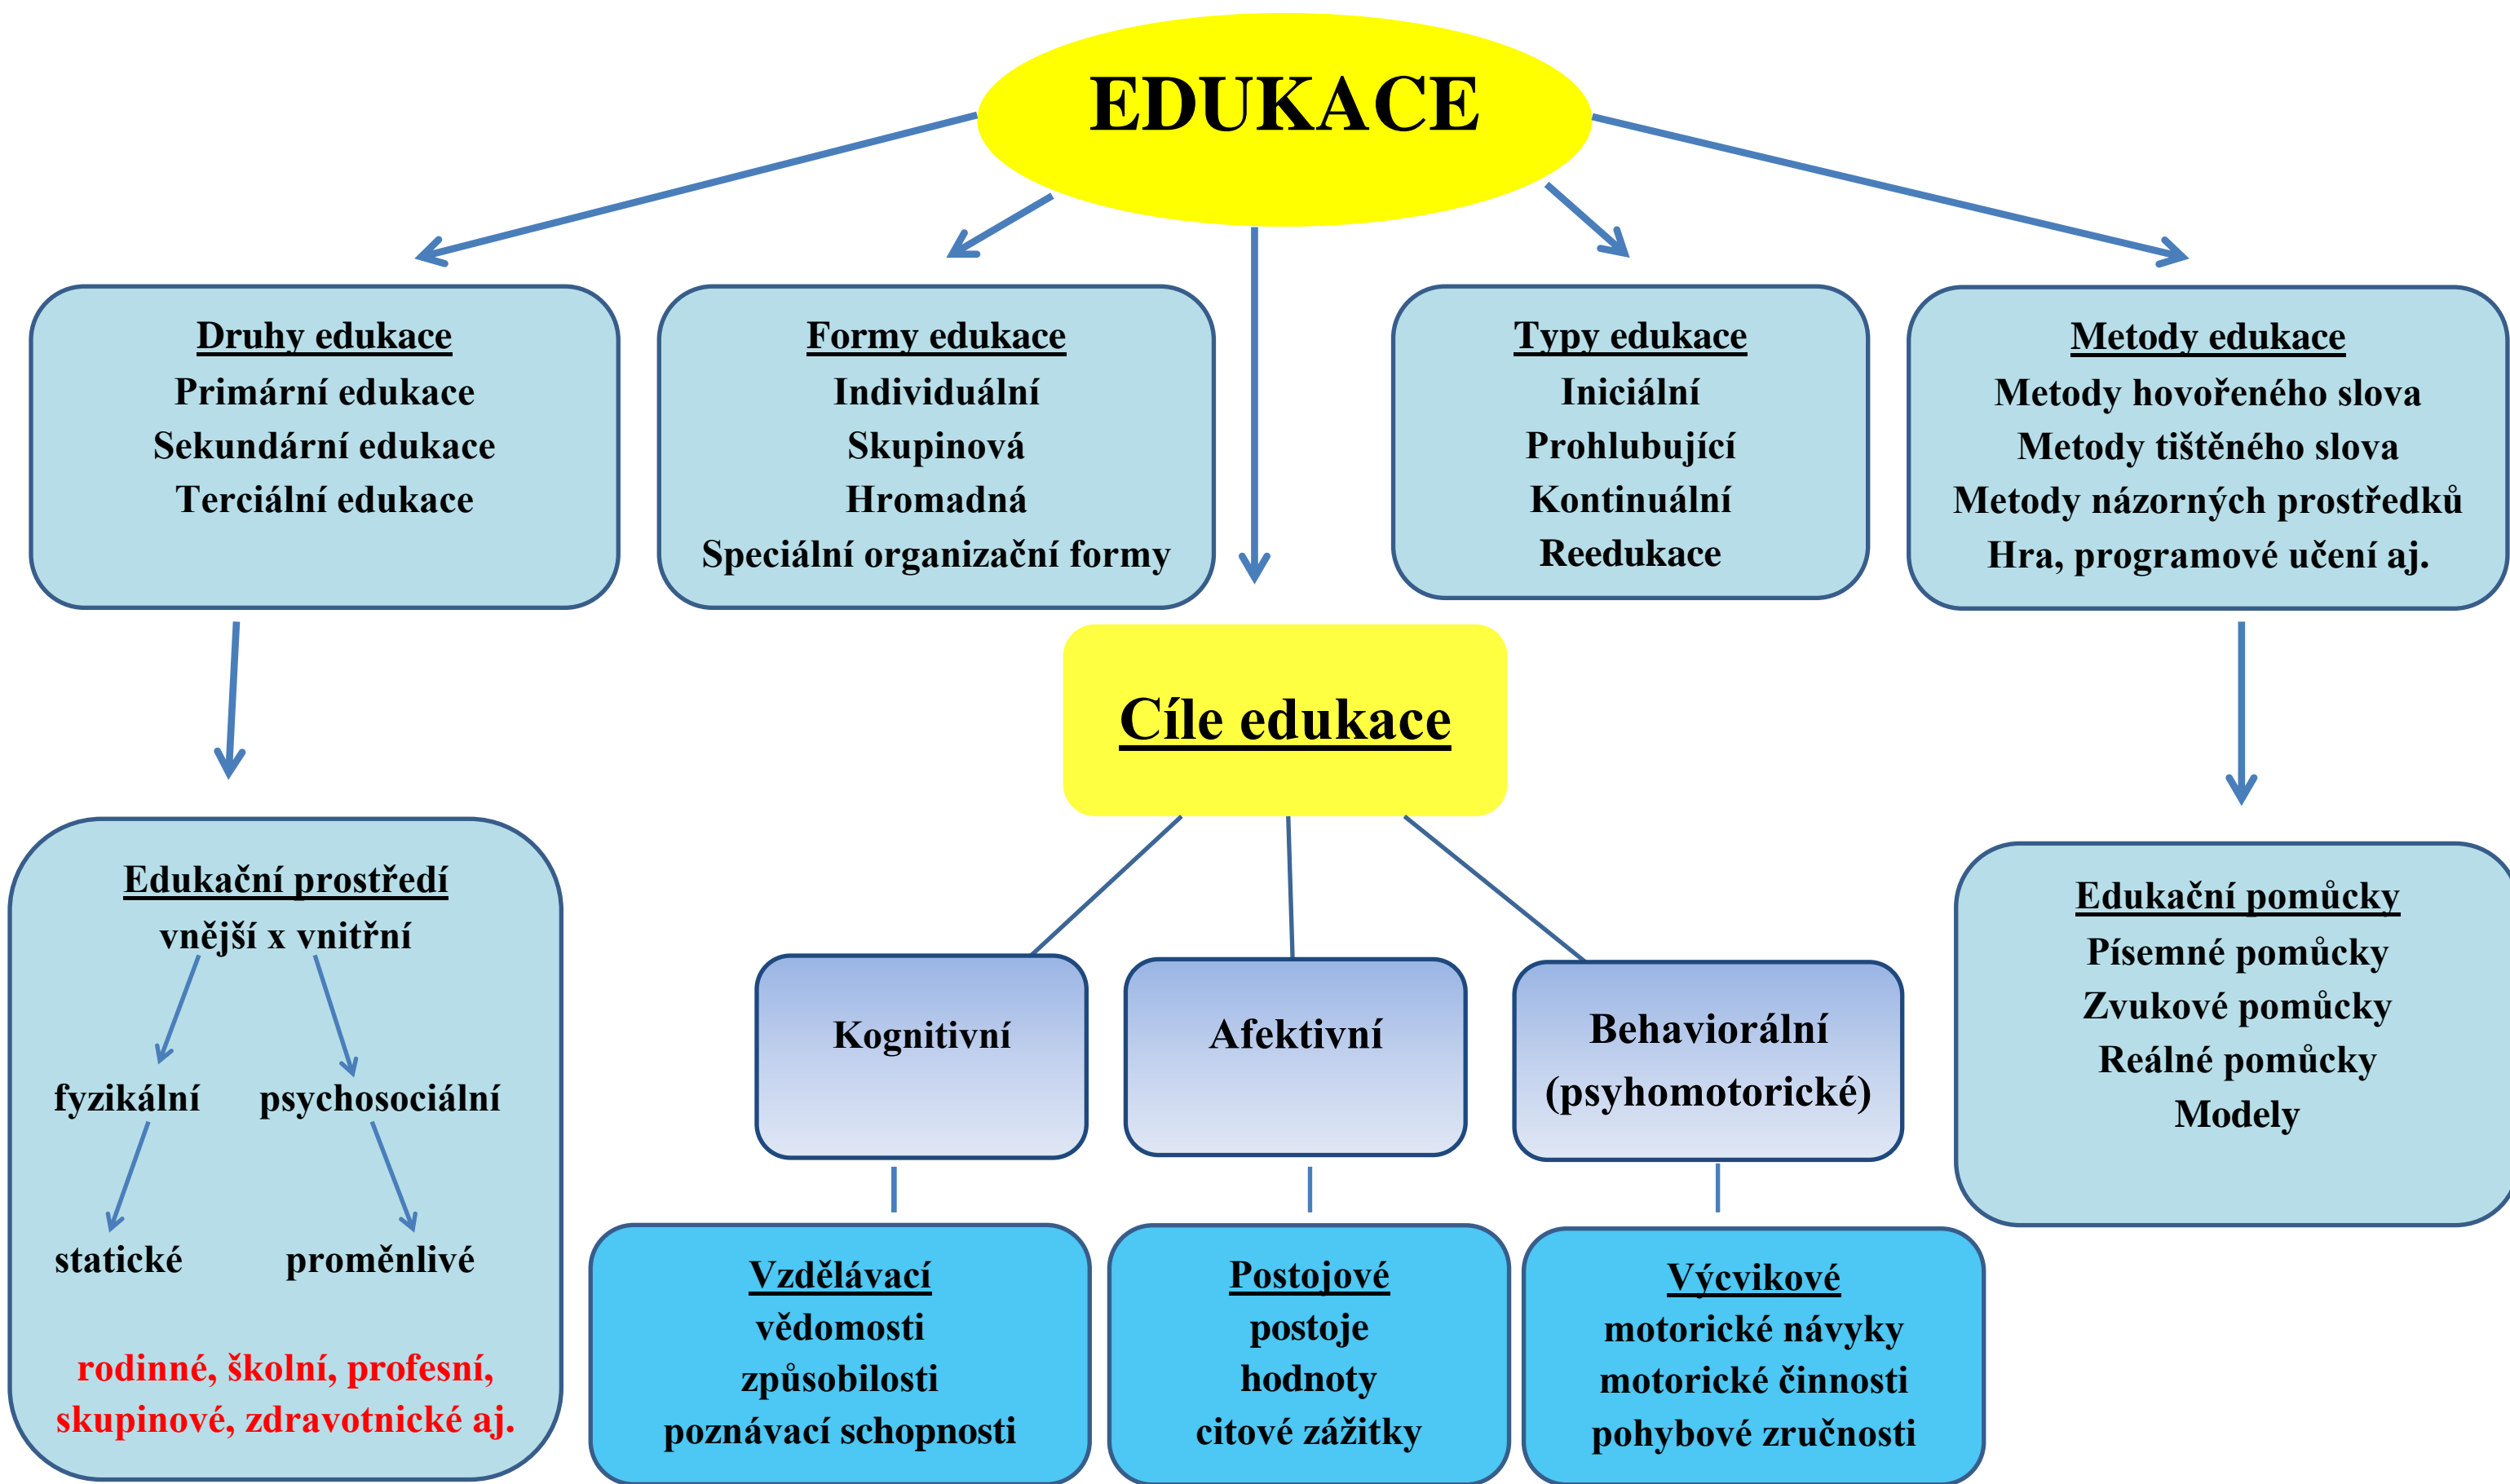 EDUKACE
Druhy edukace
Primární edukace
Sekundární edukace
Terciální edukace
Formy edukace
Individuální
Skupinová
Hromadná
Speciální organizační formy
Typy edukace
Iniciální
Prohlubující
Kontinuální
Reedukace
Metody edukace
Metody hovořeného slova
Metody tištěného slova
Metody názorných prostředků
Hra, programové učení aj.
Cíle edukace
Edukační prostředí
vnější x vnitřní
fyzikální psychosociální
statické proměnlivé
rodinné, školní, profesní,
skupinové, zdravotnické aj.
Kognitivní
Afektivní
Behaviorální
(psyhomotorické)
Edukační pomůcky
Písemné pomůcky
Zvukové pomůcky
Reálné pomůcky
Modely
Vzdělávací
vědomosti
způsobilosti
poznávací schopnosti
Postojové
postoje
hodnoty
citové zážitky
Výcvikové
motorické návyky
motorické činnosti
pohybové zručnosti